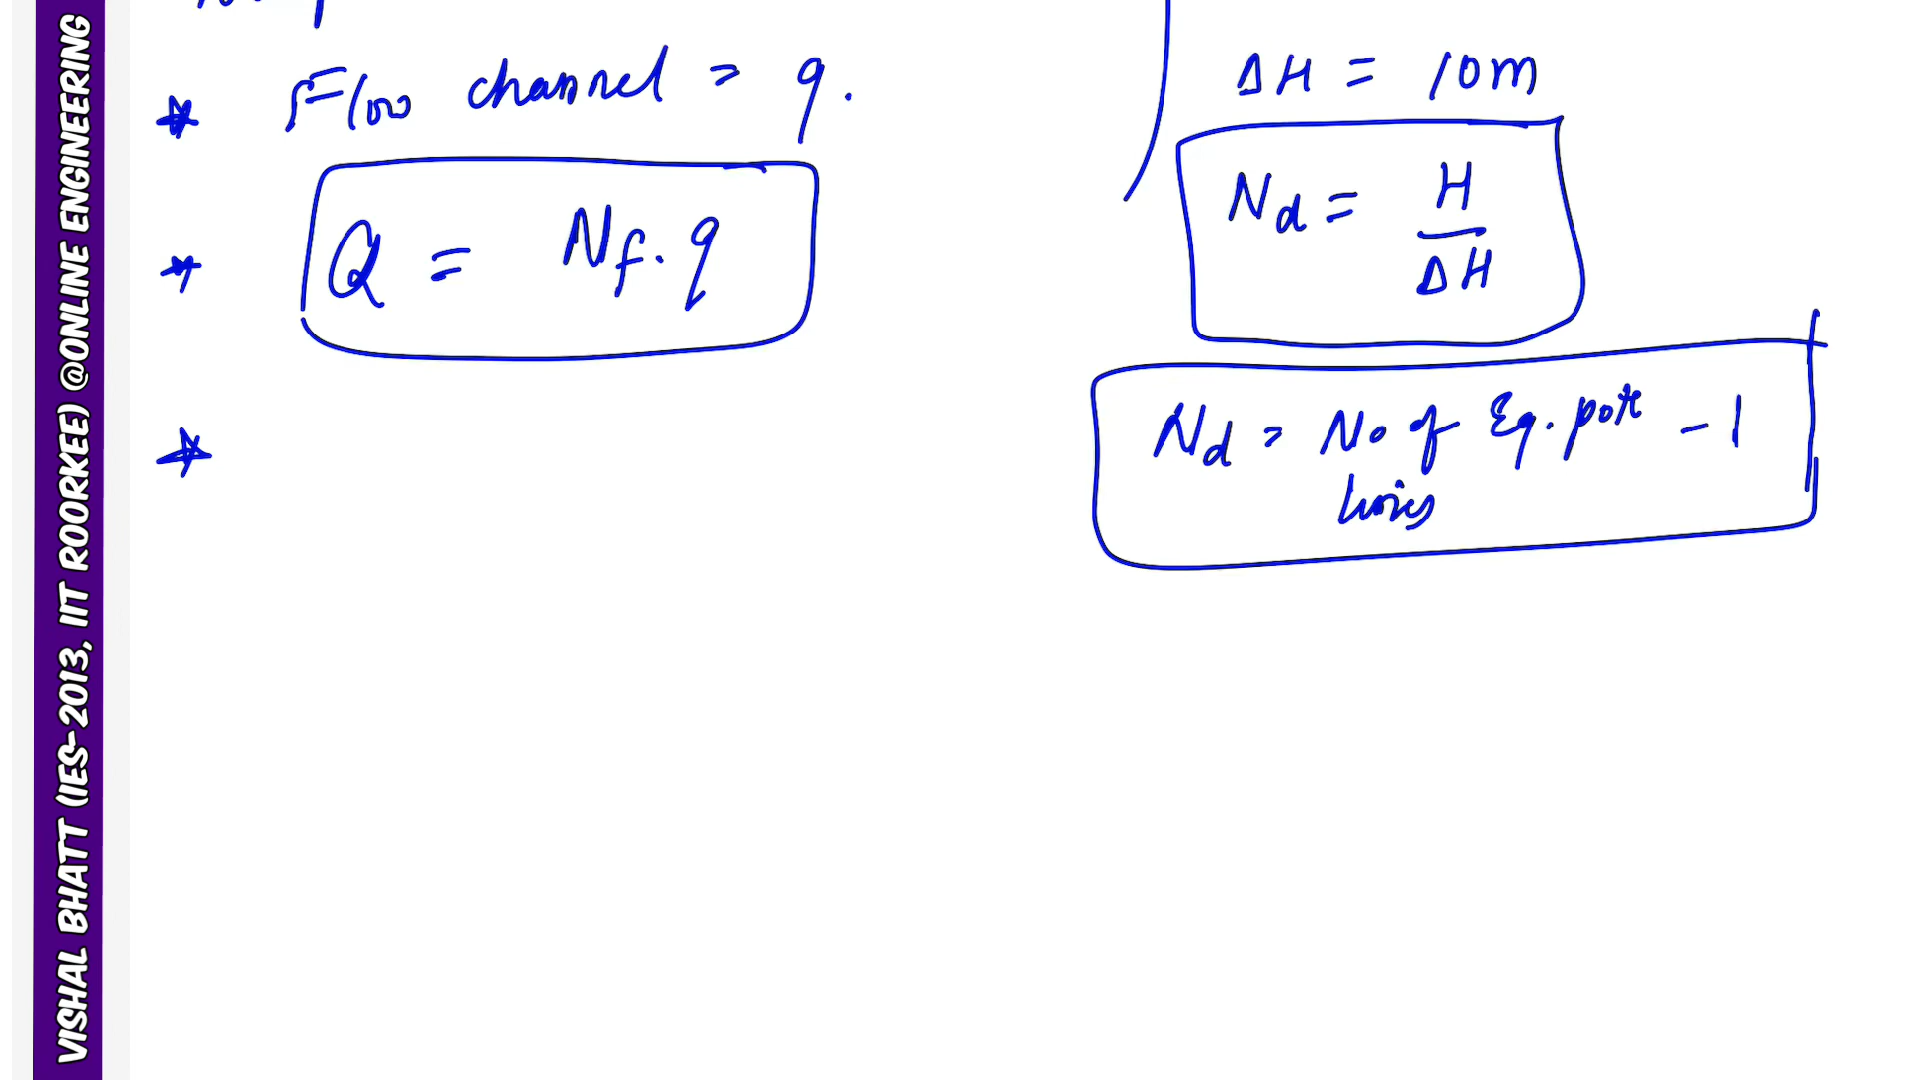 VISHAL BHATT (IES-2013, IIT ROORKEE) @ONLINE ENGINEERING
* Flow channel = q.
* Q = Nf. q
*
ΔH = 10m
Nd = H / ΔH
Nd = No of Eq. potl - 1
lines